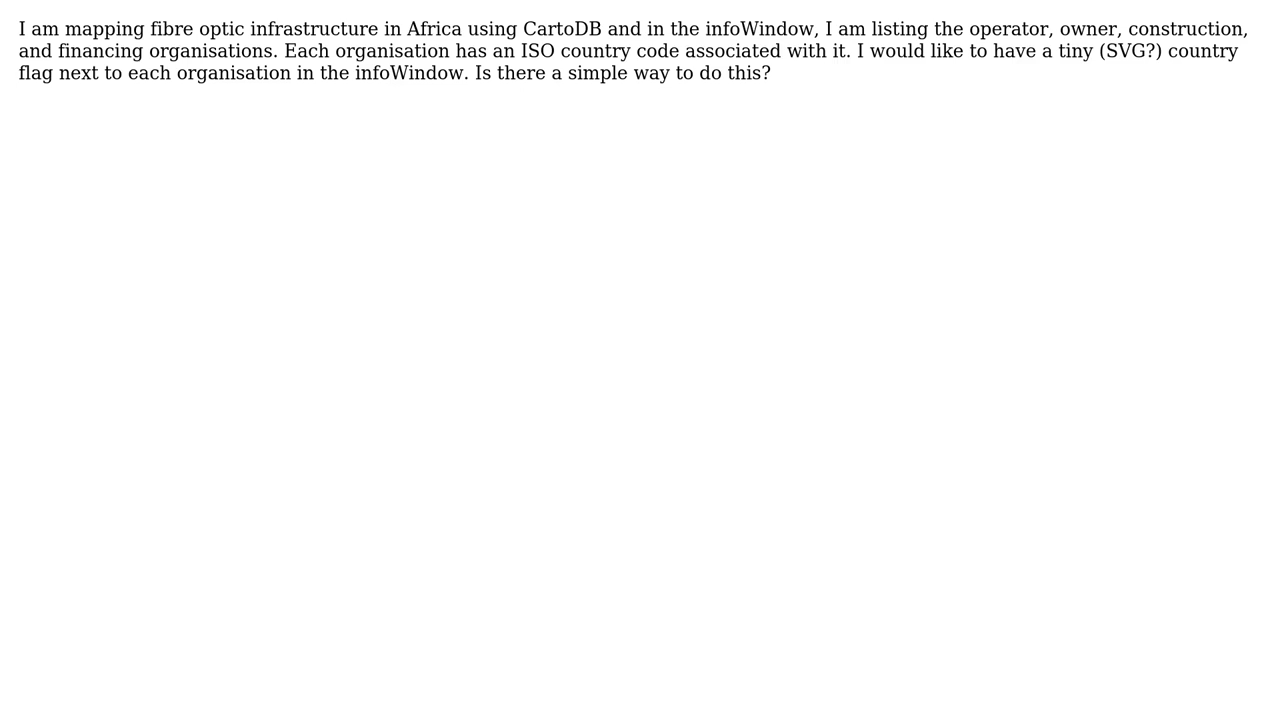 I am mapping fibre optic infrastructure in Africa using CartoDB and in the infoWindow, I am listing the operator, owner, construction,
and financing organisations. Each organisation has an ISO country code associated with it. I would like to have a tiny (SVG?) country
flag next to each organisation in the infoWindow. Is there a simple way to do this?